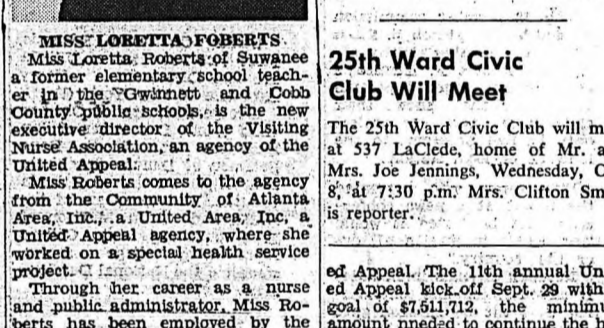 MISS LORETTA FOBERTS
Miss Loretta Roberts of Suwanee
a former elementary school teach-
er in the Gwinnett and Cobb
County public schools, is the new
executive director of the Visiting
Nurse Association, an agency of the
United Appeal.
Miss Roberts comes to the agency
from the Community of Atlanta
Area, Inc., a United Area, Inc, a
United Appeal agency, where she
worked on a special health service
project.
Through her career as a nurse
and public administrator, Miss Ro-
berts has been employed by the
25th Ward Civic
Club Will Meet
The 25th Ward Civic Club will m
at 537 LaClede, home of Mr. a
Mrs. Joe Jennings, Wednesday, O
8, at 7:30 p.m. Mrs. Clifton Sm
is reporter.
ed Appeal. The 11th annual Un
ed Appeal kick off Sept. 29 with
goal of $7,511,712, the minimu
amount nneded to continue the h